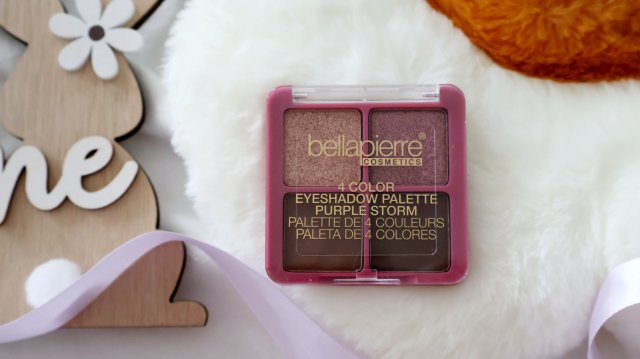 ne
bellapierre®
COSMETICS
4 COLOR
EYESHADOW PALETTE
PURPLE STORM
PALETTE DE 4 COULEURS
PALETA DE 4 COLORES